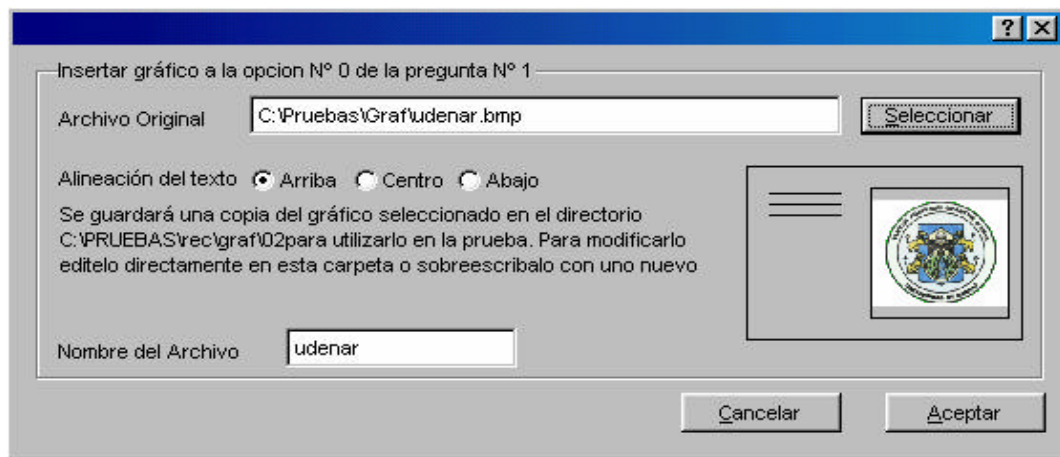 Insertar gráfico a la opcion Nº 0 de la pregunta Nº 1
Archivo Original C:\Pruebas\Graf\udenar.bmp Seleccionar
Alineación del texto Arriba Centro Abajo
Se guardará una copia del gráfico seleccionado en el directorio
C:\PRUEBAS\rec\graf\02para utilizarlo en la prueba. Para modificarlo
editelo directamente en esta carpeta o sobreescribalo con uno nuevo
Nombre del Archivo udenar
Cancelar Aceptar